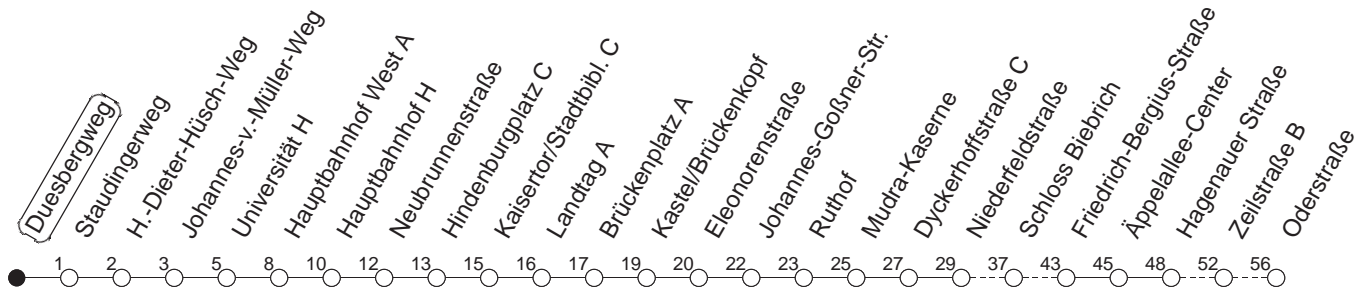 Duesbergweg
Staudingerweg
H.-Dieter-Hüsch-Weg
Johannes-v.-Müller-Weg
Universität H
Hauptbahnhof West A
Hauptbahnhof H
Neubrunnenstraße
Hindenburgplatz C
Kaisertor/Stadtbibl. C
Landtag A
Brückenplatz A
Kastel/Brückenkopf
Eleonorenstraße
Johannes-Goßner-Str.
Ruthof
Mudra-Kaserne
Dyckerhoffstraße C
Niederfeldstraße
Schloss Biebrich
Friedrich-Bergius-Straße
Äppelallee-Center
Hagenauer Straße
Zeilstraße B
Oderstraße
1 2 3 5 8 10 12 13 15 16 17 19 20 22 23 25 27 29 37 43 45 48 52 56